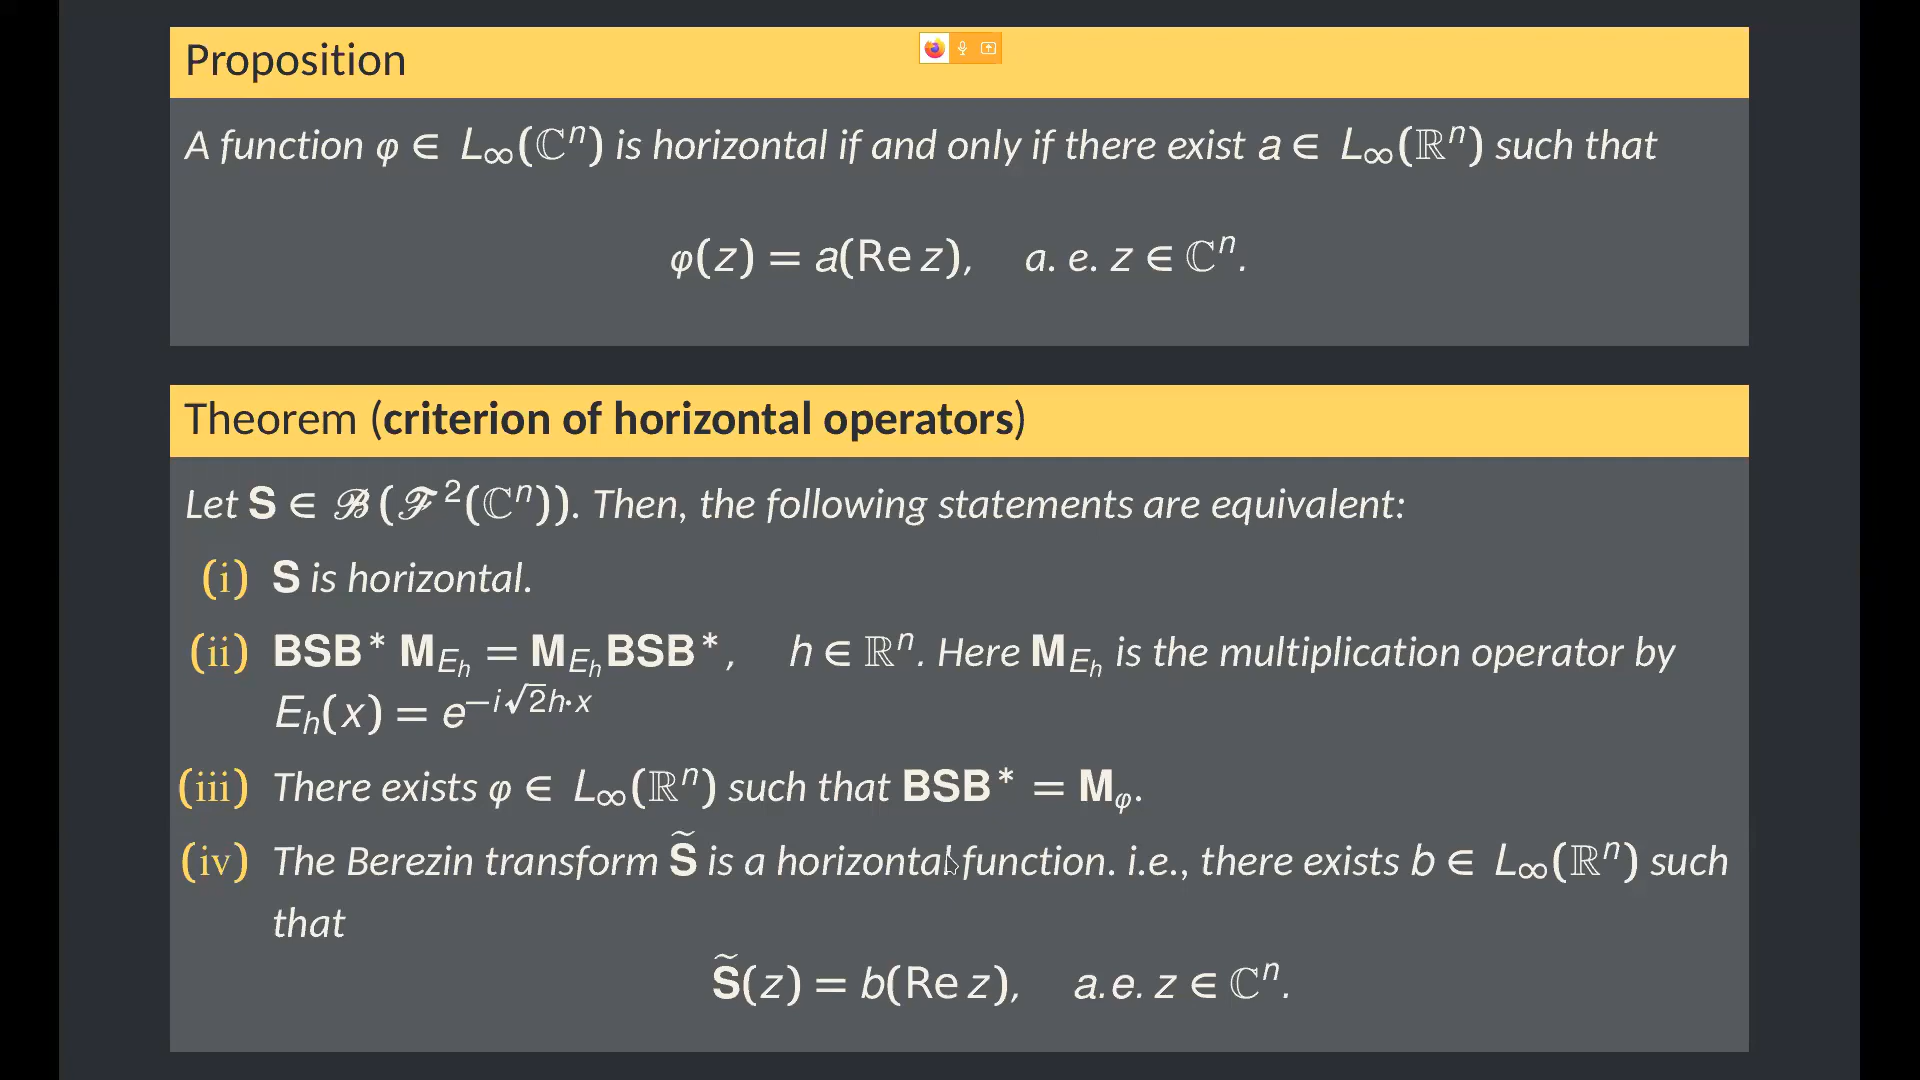 Proposition
A function φ ∈ L∞(ℂⁿ) is horizontal if and only if there exist a ∈ L∞(ℝⁿ) such that
φ(z) = a(Re z), a. e. z ∈ ℂⁿ.
Theorem (criterion of horizontal operators)
Let S ∈ ℬ(ℱ²(ℂⁿ)). Then, the following statements are equivalent:
(i) S is horizontal.
(ii) BSB* M_{E_h} = M_{E_h} BSB*, h ∈ ℝⁿ. Here M_{E_h} is the multiplication operator by
E_h(x) = e^{−i√2h·x}
(iii) There exists φ ∈ L∞(ℝⁿ) such that BSB* = M_φ.
(iv) The Berezin transform S̃ is a horizontal function. i.e., there exists b ∈ L∞(ℝⁿ) such
that
S̃(z) = b(Re z), a.e. z ∈ ℂⁿ.